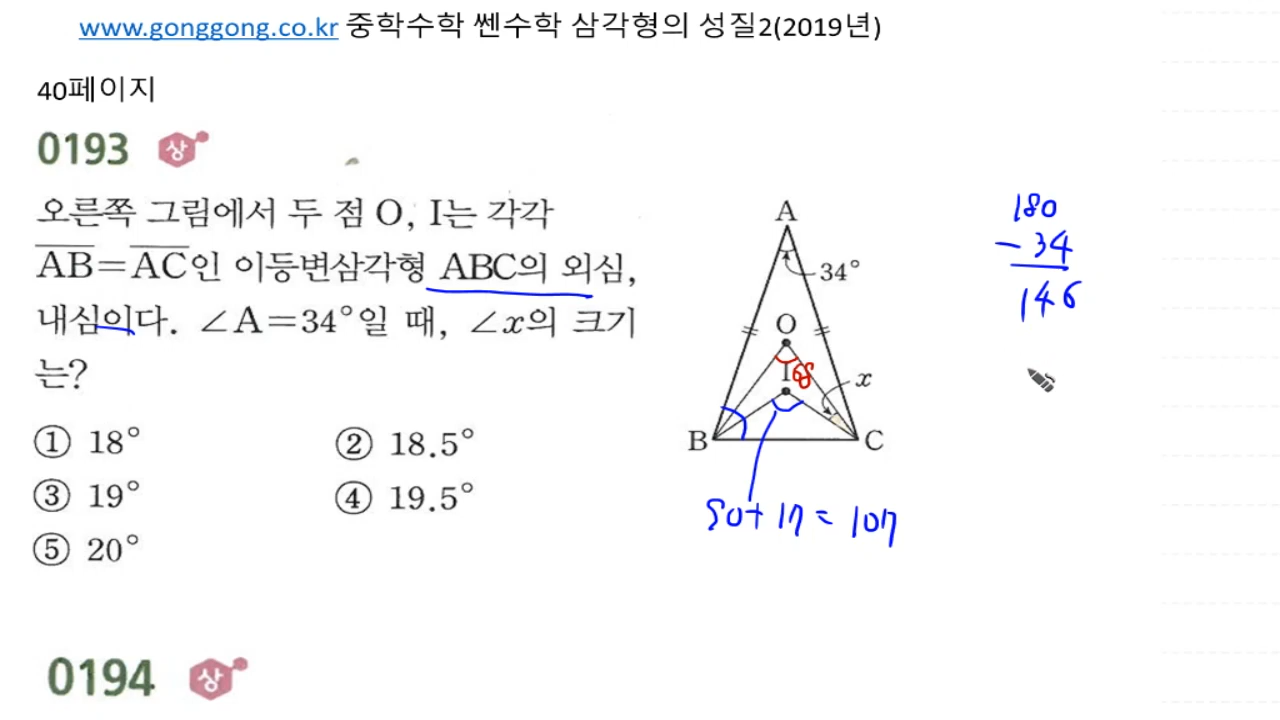 www.gonggong.co.kr 중학수학 쎈수학 삼각형의 성질2(2019년)
40페이지
0193 상
오른쪽 그림에서 두 점 O, I는 각각
AB=AC인 이등변삼각형 ABC의 외심,
내심이다. ∠A=34°일 때, ∠x의 크기
는?
① 18° ② 18.5°
③ 19° ④ 19.5°
⑤ 20°
A
34°
O
I 68
x
B C
90+17=107
180
-34
146
0194 상